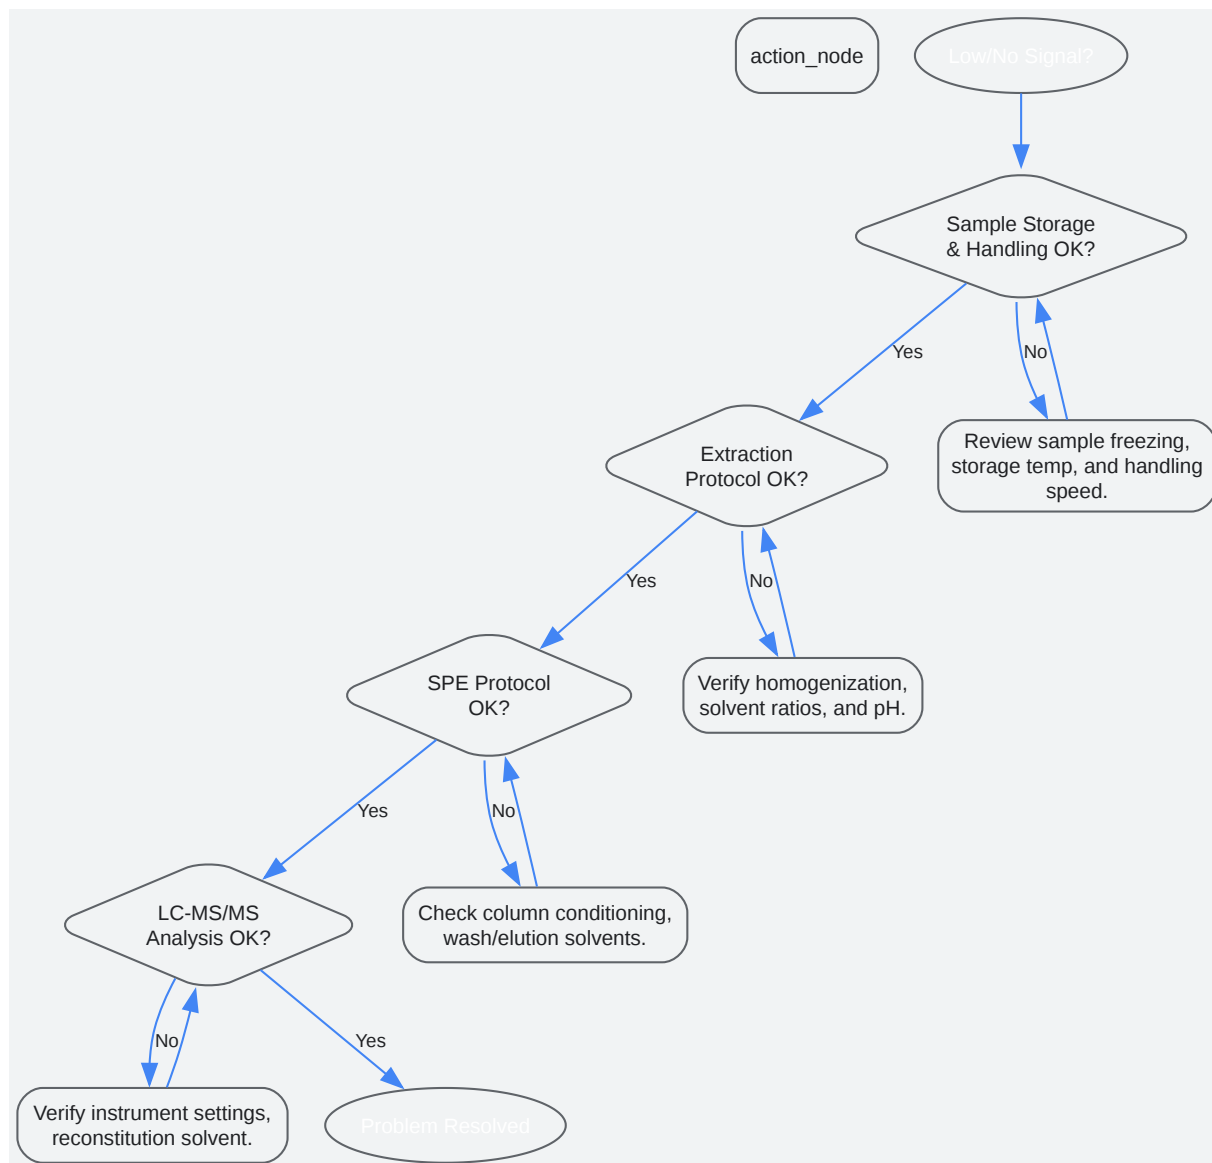 action_node
Low/No Signal?
Sample Storage
& Handling OK?
Yes
No
Review sample freezing,
storage temp, and handling
speed.
Extraction
Protocol OK?
Yes
No
Verify homogenization,
solvent ratios, and pH.
SPE Protocol
OK?
Yes
No
Check column conditioning,
wash/elution solvents.
LC-MS/MS
Analysis OK?
No
Yes
Verify instrument settings,
reconstitution solvent.
Problem Resolved